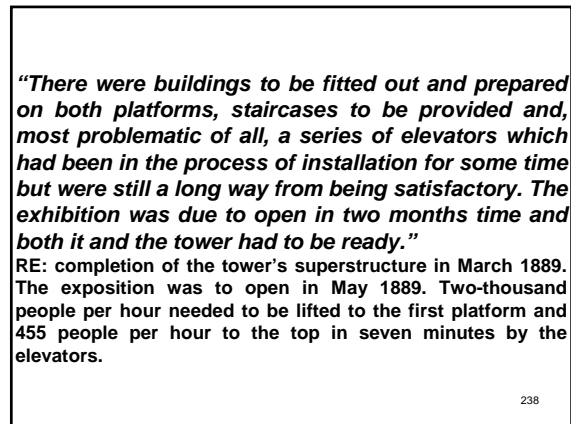 “There were buildings to be fitted out and prepared
on both platforms, staircases to be provided and,
most problematic of all, a series of elevators which
had been in the process of installation for some time
but were still a long way from being satisfactory. The
exhibition was due to open in two months time and
both it and the tower had to be ready.”
RE: completion of the tower’s superstructure in March 1889.
The exposition was to open in May 1889. Two-thousand
people per hour needed to be lifted to the first platform and
455 people per hour to the top in seven minutes by the
elevators.
238